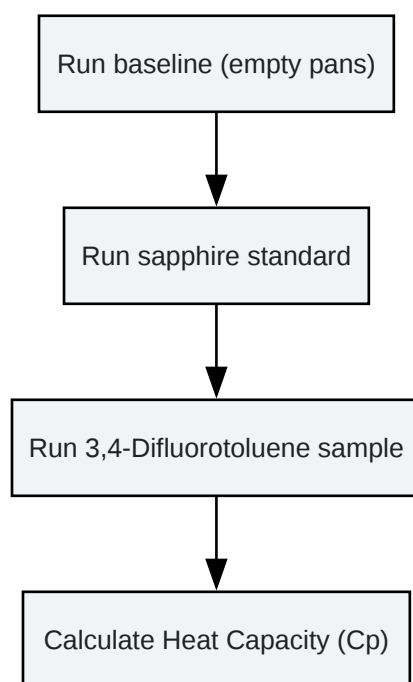 Run baseline (empty pans)
Run sapphire standard
Run 3,4-Difluorotoluene sample
Calculate Heat Capacity (Cp)